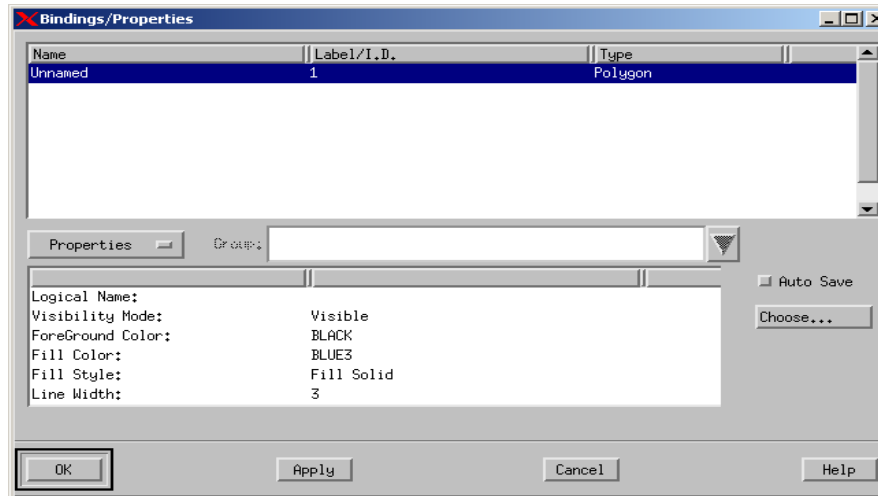 Bindings/Properties
Name Label/I.D. Type
Unnamed 1 Polygon
Properties Group:
Auto Save
Logical Name:
Visibility Mode: Visible
Choose...
ForeGround Color: BLACK
Fill Color: BLUE3
Fill Style: Fill Solid
Line Width: 3
OK Apply Cancel Help